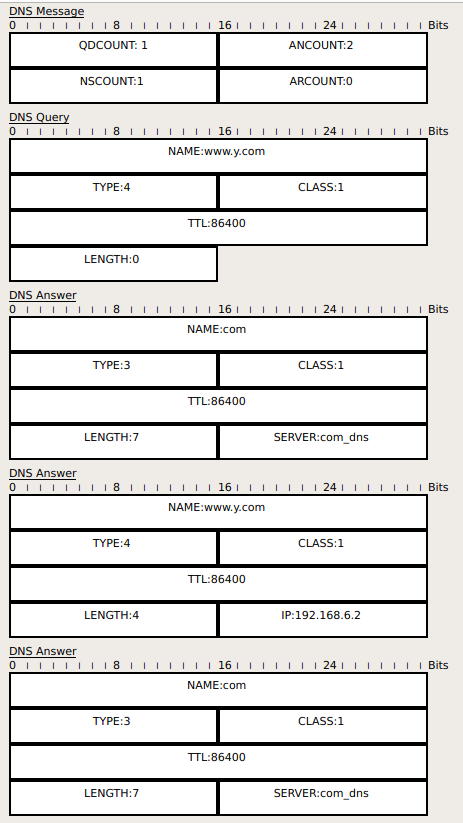 DNS Message
0 8 16 24 Bits
QDCOUNT: 1 ANCOUNT:2
NSCOUNT:1 ARCOUNT:0
DNS Query
0 8 16 24 Bits
NAME:www.y.com
TYPE:4 CLASS:1
TTL:86400
LENGTH:0
DNS Answer
0 8 16 24 Bits
NAME:com
TYPE:3 CLASS:1
TTL:86400
LENGTH:7 SERVER:com_dns
DNS Answer
0 8 16 24 Bits
NAME:www.y.com
TYPE:4 CLASS:1
TTL:86400
LENGTH:4 IP:192.168.6.2
DNS Answer
0 8 16 24 Bits
NAME:com
TYPE:3 CLASS:1
TTL:86400
LENGTH:7 SERVER:com_dns